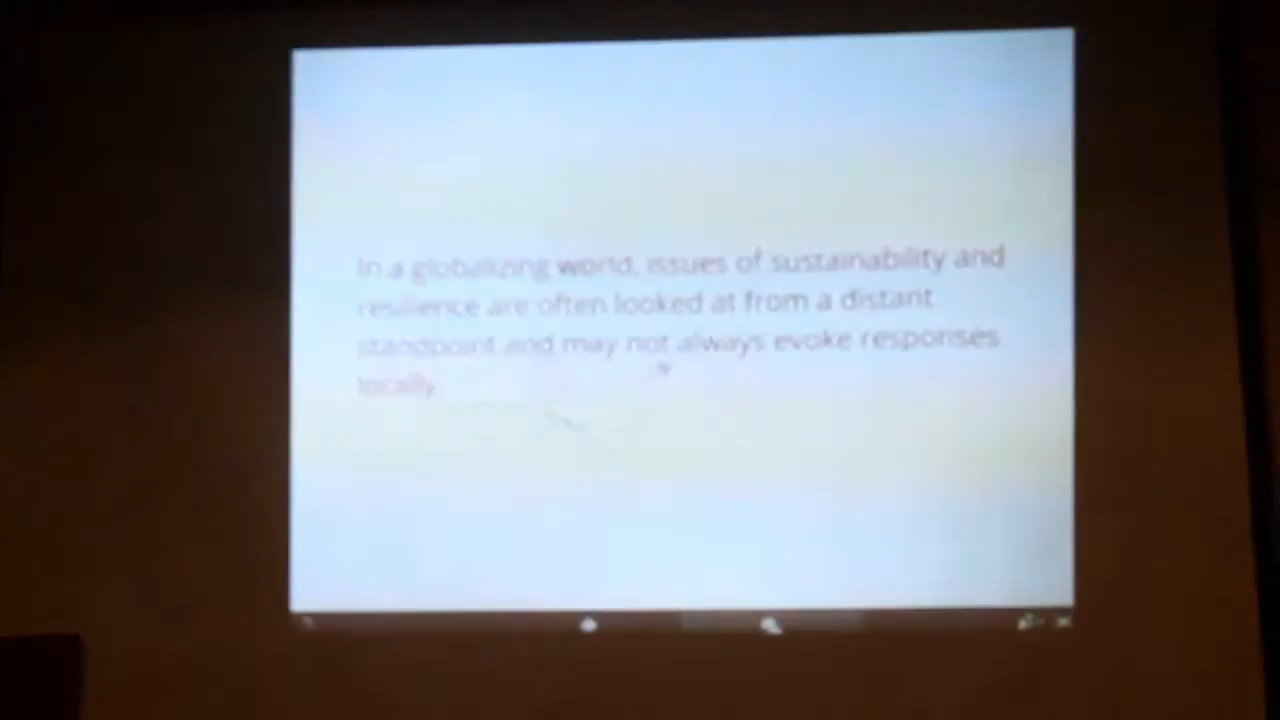 In a globalizing world, issues of sustainability and
resilience are often looked at from a distant
standpoint and may not always evoke responses
locally